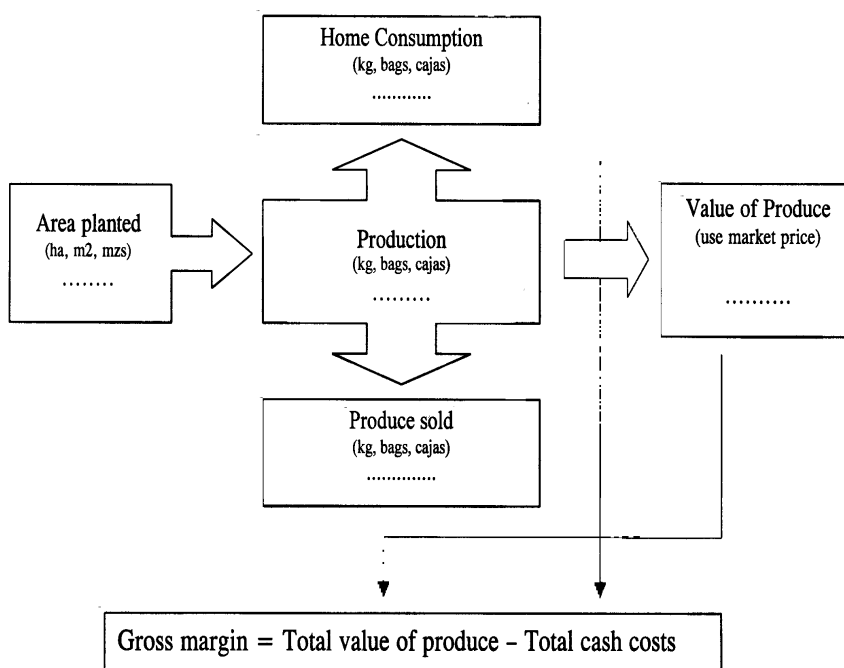 Home Consumption
(kg, bags, cajas)
............
Area planted
(ha, m2, mzs)
........
Production
(kg, bags, cajas)
.........
Value of Produce
(use market price)
..........
Produce sold
(kg, bags, cajas)
..............
Gross margin = Total value of produce – Total cash costs